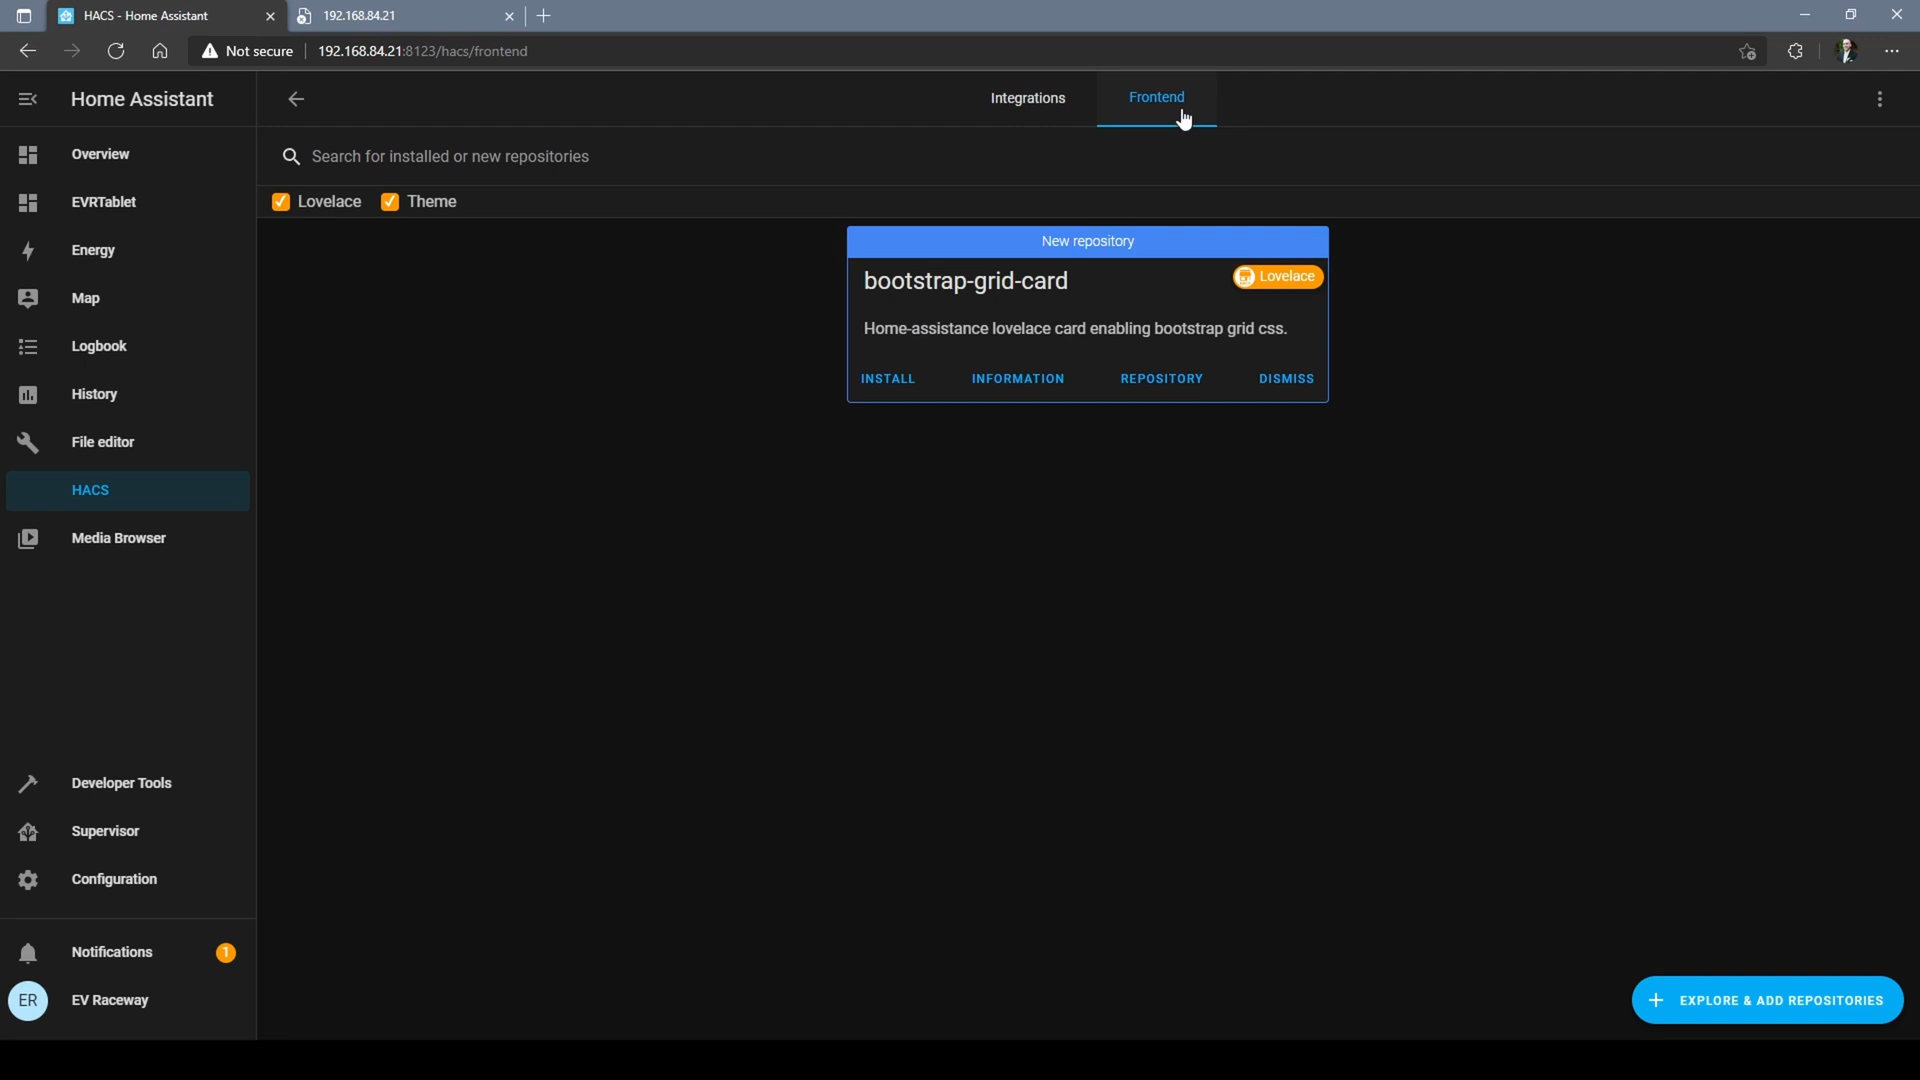 HACS - Home Assistant
192.168.84.21
Not secure
192.168.84.21:8123/hacs/frontend
Home Assistant
Integrations
Frontend
Overview
EVRTablet
Energy
Map
Logbook
History
File editor
HACS
Media Browser
Developer Tools
Supervisor
Configuration
Notifications
1
ER
EV Raceway
Search for installed or new repositories
Lovelace
Theme
New repository
bootstrap-grid-card
Lovelace
Home-assistance lovelace card enabling bootstrap grid css.
INSTALL
INFORMATION
REPOSITORY
DISMISS
EXPLORE & ADD REPOSITORIES